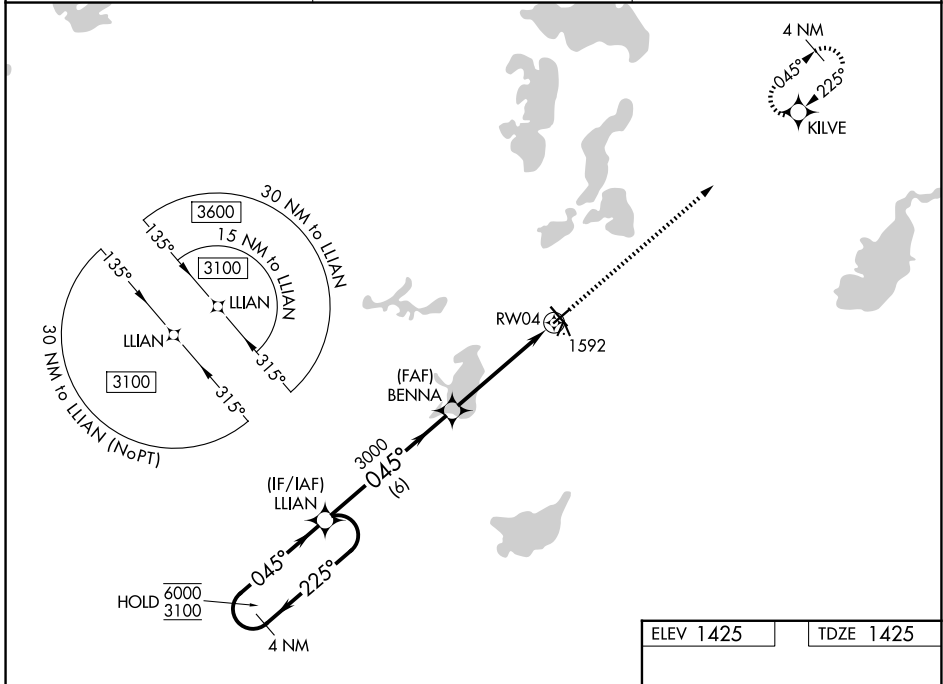 4 NM
045°
225°
KILVE
30 NM to LLIAN
3600
135°
15 NM to LLIAN
3100
LLIAN
315°
135°
LLIAN
3100
315°
30 NM to LLIAN (NoPT)
RW04
1592
(FAF)
BENNA
3000
045°
(6)
(IF/IAF)
LLIAN
045°
225°
HOLD 6000
3100
4 NM
ELEV 1425
TDZE 1425